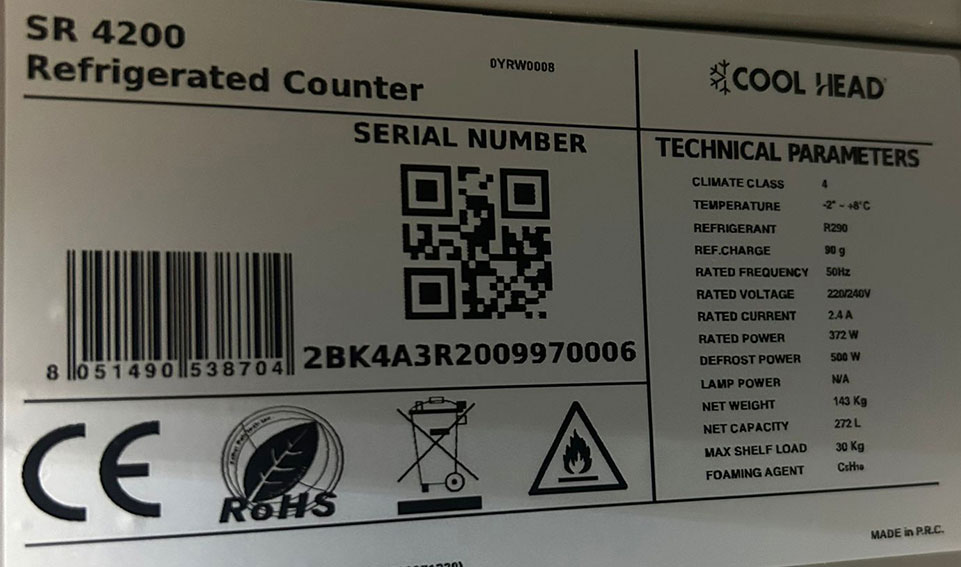 SR 4200
Refrigerated Counter
0YRW0008
COOL HEAD
SERIAL NUMBER
8 051490 538704
2BK4A3R2009970006
TECHNICAL PARAMETERS
CLIMATE CLASS 4
TEMPERATURE -2° ~ +8°C
REFRIGERANT R290
REF.CHARGE 90 g
RATED FREQUENCY 50Hz
RATED VOLTAGE 220/240V
RATED CURRENT 2.4 A
RATED POWER 372 W
DEFROST POWER 500 W
LAMP POWER N/A
NET WEIGHT 143 Kg
NET CAPACITY 272 L
MAX SHELF LOAD 30 Kg
FOAMING AGENT C₅H₁₀
CE
RoHS
MADE in P.R.C.